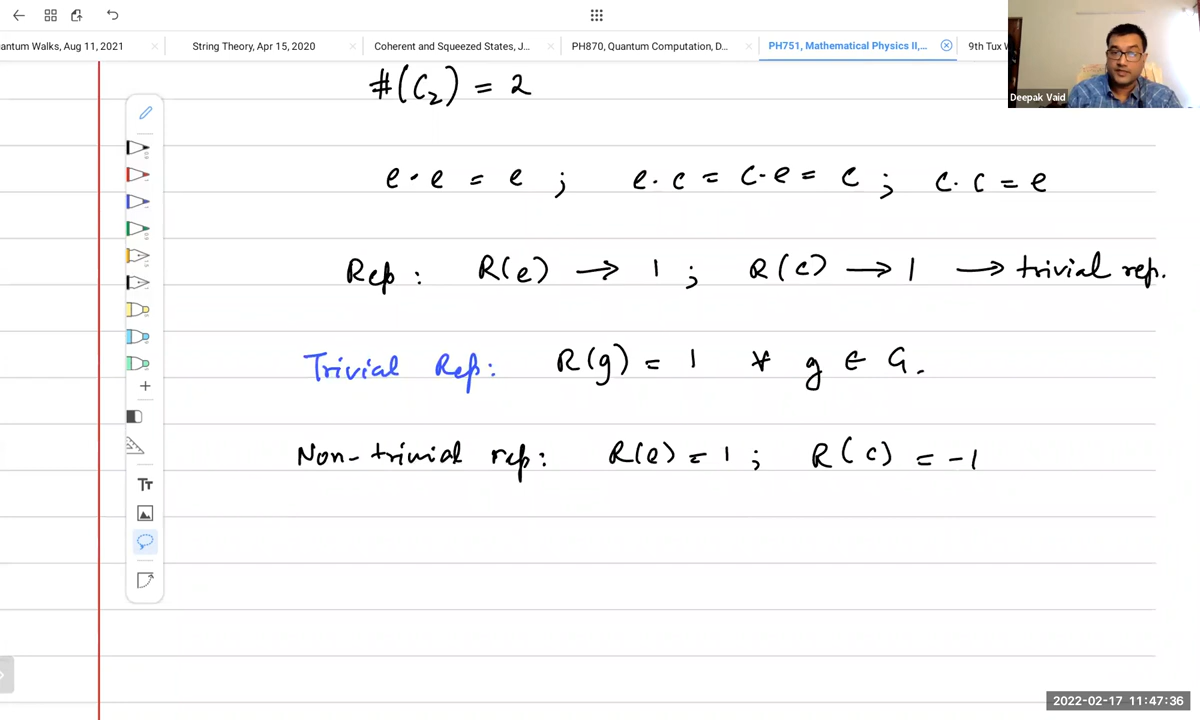 antum Walks, Aug 11, 2021
String Theory, Apr 15, 2020
Coherent and Squeezed States, J...
PH870, Quantum Computation, D...
PH751, Mathematical Physics II,...
9th Tux W
Deepak Vaid
#(C₂) = 2
e · e = e ; e · c = c · e = c ; c · c = e
Rep : R(e) → 1 ; R(c) → 1 → trivial rep.
Trivial Rep: R(g) = 1 ∀ g ∈ G.
Non-trivial rep: R(e) = 1 ; R(c) = -1
TT
2022-02-17 11:47:36